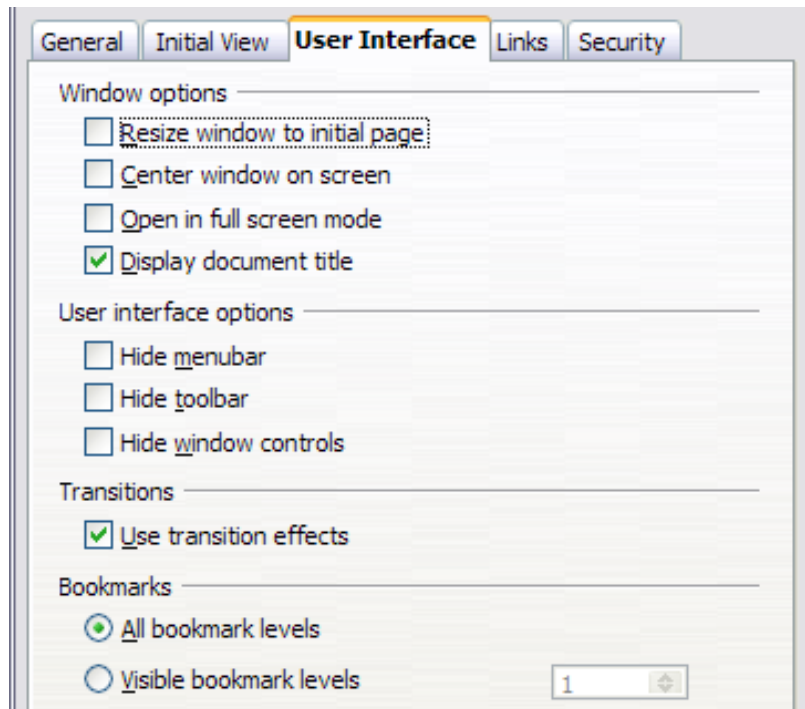 General Initial View User Interface Links Security
Window options
Resize window to initial page
Center window on screen
Open in full screen mode
Display document title
User interface options
Hide menubar
Hide toolbar
Hide window controls
Transitions
Use transition effects
Bookmarks
All bookmark levels
Visible bookmark levels 1